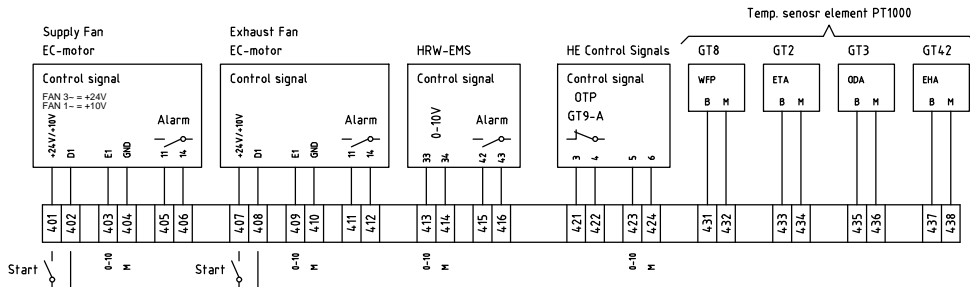 Temp. senosr element PT1000
Supply Fan
EC-motor
Exhaust Fan
EC-motor
HRW-EMS
HE Control Signals
GT8
GT2
GT3
GT42
Control signal
FAN 3~ = +24V
FAN 1~ = +10V
Alarm
+24V/+10V
D1
E1
GND
11
14
Control signal
Alarm
+24V/+10V
D1
E1
GND
11
14
Control signal
0-10V
Alarm
33
34
42
43
Control signal
OTP
GT9-A
3
4
5
6
WFP
B M
ETA
B M
ODA
B M
EHA
B M
401 402 403 404 405 406 407 408 409 410 411 412 413 414 415 416 421 422 423 424 431 432 433 434 435 436 437 438
Start
0-10
M
Start
0-10
M
0-10
M
0-10
M